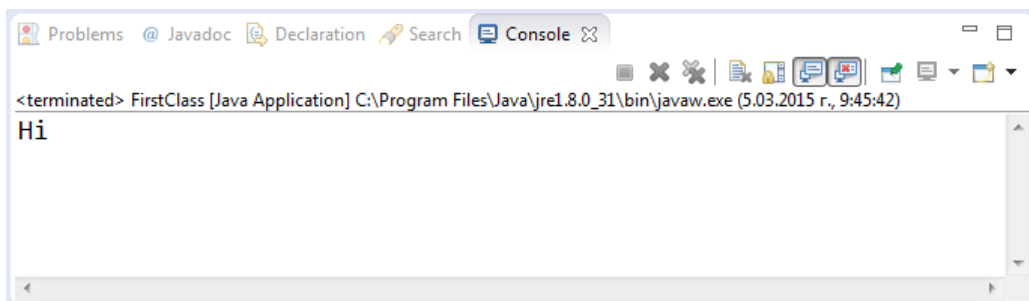 Problems @ Javadoc Declaration Search Console
<terminated> FirstClass [Java Application] C:\Program Files\Java\jre1.8.0_31\bin\javaw.exe (5.03.2015 г., 9:45:42)
Hi